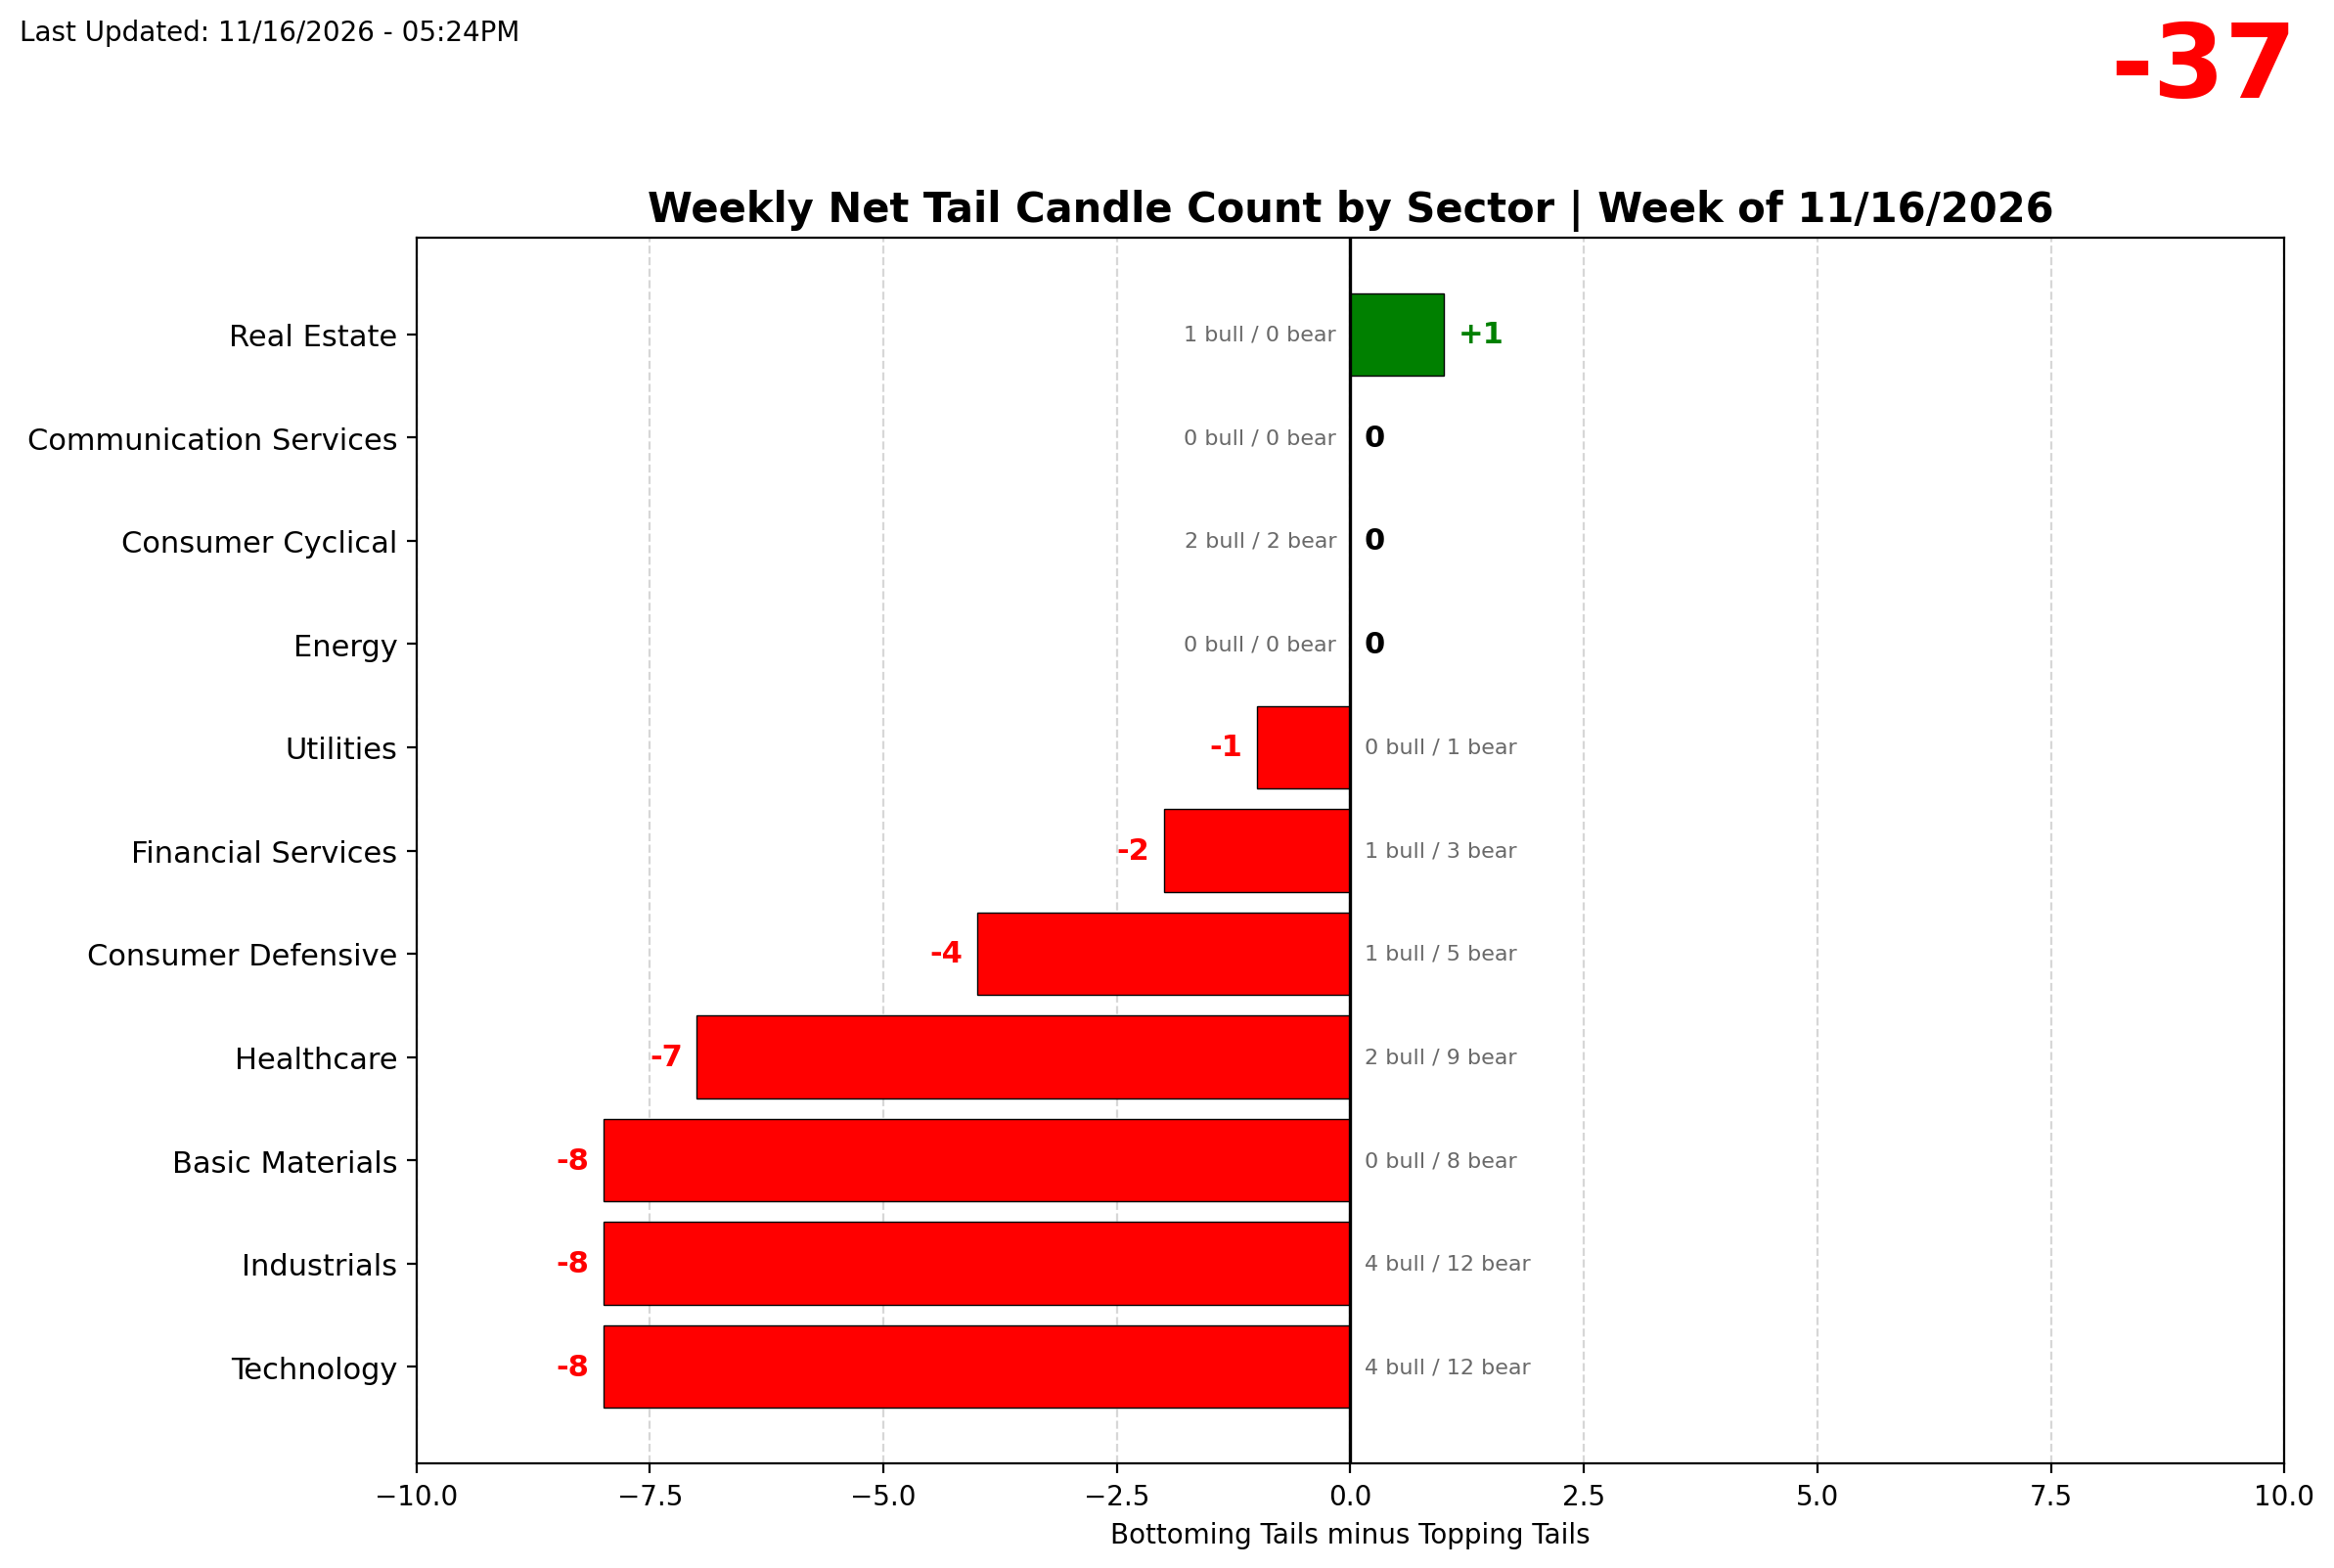 Last Updated: 11/16/2026 - 05:24PM
-37
Weekly Net Tail Candle Count by Sector | Week of 11/16/2026
Real Estate 1 bull / 0 bear +1
Communication Services 0 bull / 0 bear 0
Consumer Cyclical 2 bull / 2 bear 0
Energy 0 bull / 0 bear 0
Utilities -1 0 bull / 1 bear
Financial Services -2 1 bull / 3 bear
Consumer Defensive -4 1 bull / 5 bear
Healthcare -7 2 bull / 9 bear
Basic Materials -8 0 bull / 8 bear
Industrials -8 4 bull / 12 bear
Technology -8 4 bull / 12 bear
−10.0 −7.5 −5.0 −2.5 0.0 2.5 5.0 7.5 10.0
Bottoming Tails minus Topping Tails